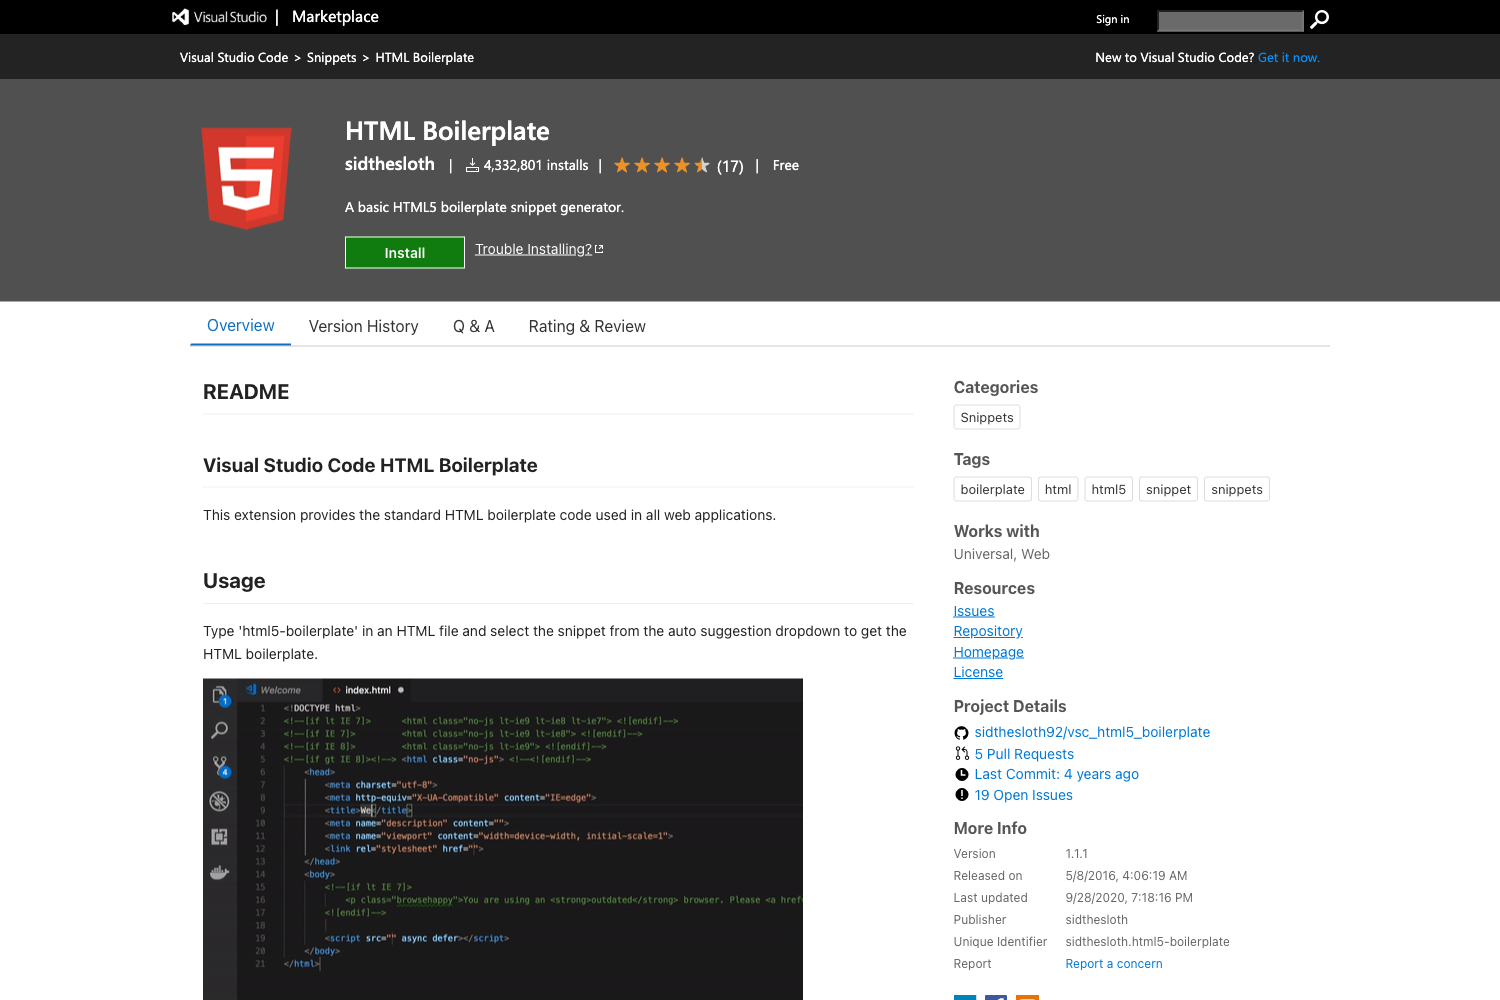 Visual Studio | Marketplace
Sign in
Visual Studio Code > Snippets > HTML Boilerplate
New to Visual Studio Code? Get it now.
HTML Boilerplate
sidthesloth | 4,332,801 installs | (17) | Free
A basic HTML5 boilerplate snippet generator.
Install
Trouble Installing?
Overview
Version History
Q & A
Rating & Review
README
Visual Studio Code HTML Boilerplate
This extension provides the standard HTML boilerplate code used in all web applications.
Usage
Type 'html5-boilerplate' in an HTML file and select the snippet from the auto suggestion dropdown to get the
HTML boilerplate.
1
4
Welcome
<> index.html
1 <!DOCTYPE html>
2 <!--[if lt IE 7]> <html class="no-js lt-ie9 lt-ie8 lt-ie7"> <![endif]-->
3 <!--[if IE 7]> <html class="no-js lt-ie9 lt-ie8"> <![endif]-->
4 <!--[if IE 8]> <html class="no-js lt-ie9"> <![endif]-->
5 <!--[if gt IE 8]><!--> <html class="no-js"> <!--<![endif]-->
6 <head>
7 <meta charset="utf-8">
8 <meta http-equiv="X-UA-Compatible" content="IE=edge">
9 <title>We</title>
10 <meta name="description" content="">
11 <meta name="viewport" content="width=device-width, initial-scale=1">
12 <link rel="stylesheet" href="">
13 </head>
14 <body>
15 <!--[if lt IE 7]>
16 <p class="browsehappy">You are using an <strong>outdated</strong> browser. Please <a href
17 <![endif]-->
18
19 <script src="" async defer></script>
20 </body>
21 </html>
Categories
Snippets
Tags
boilerplate html html5 snippet snippets
Works with
Universal, Web
Resources
Issues
Repository
Homepage
License
Project Details
sidthesloth92/vsc_html5_boilerplate
5 Pull Requests
Last Commit: 4 years ago
19 Open Issues
More Info
Version 1.1.1
Released on 5/8/2016, 4:06:19 AM
Last updated 9/28/2020, 7:18:16 PM
Publisher sidthesloth
Unique Identifier sidthesloth.html5-boilerplate
Report Report a concern